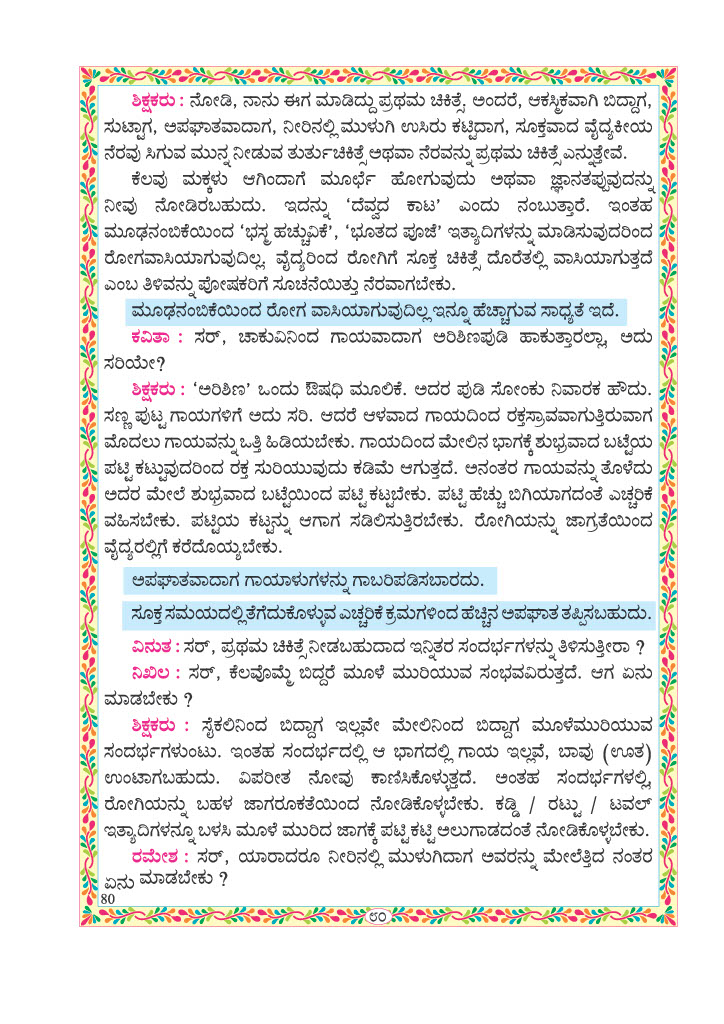 ಶಿಕ್ಷಕರು : ನೋಡಿ, ನಾನು ಈಗ ಮಾಡಿದ್ದು ಪ್ರಥಮ ಚಿಕಿತ್ಸೆ. ಅಂದರೆ, ಆಕಸ್ಮಿಕವಾಗಿ ಬಿದ್ದಾಗ,
ಸುಟ್ಟಾಗ, ಆಪಘಾತವಾದಾಗ, ನೀರಿನಲ್ಲಿ ಮುಳುಗಿ ಉಸಿರು ಕಟ್ಟಿದಾಗ, ಸೂಕ್ತವಾದ ವೈದ್ಯಕೀಯ
ನೆರವು ಸಿಗುವ ಮುನ್ನ ನೀಡುವ ತುರ್ತುಚಿಕಿತ್ಸೆ ಅಥವಾ ನೆರವನ್ನು ಪ್ರಥಮ ಚಿಕಿತ್ಸೆ ಎನ್ನುತ್ತೇವೆ.
ಕೆಲವು ಮಕ್ಕಳು ಆಗಿಂದಾಗೆ ಮೂರ್ಛೆ ಹೋಗುವುದು ಅಥವಾ ಜ್ಞಾನತಪ್ಪುವುದನ್ನು
ನೀವು ನೋಡಿರಬಹುದು. ಇದನ್ನು ‘ದೆವ್ವದ ಕಾಟ’ ಎಂದು ನಂಬುತ್ತಾರೆ. ಇಂತಹ
ಮೂಢನಂಬಿಕೆಯಿಂದ ‘ಭಸ್ಮ ಹಚ್ಚುವಿಕೆ’, ‘ಭೂತದ ಪೂಜೆ’ ಇತ್ಯಾದಿಗಳನ್ನು ಮಾಡಿಸುವುದರಿಂದ
ರೋಗವಾಸಿಯಾಗುವುದಿಲ್ಲ. ವೈದ್ಯರಿಂದ ರೋಗಿಗೆ ಸೂಕ್ತ ಚಿಕಿತ್ಸೆ ದೊರೆತಲ್ಲಿ ವಾಸಿಯಾಗುತ್ತದೆ
ಎಂಬ ತಿಳಿವನ್ನು ಪೋಷಕರಿಗೆ ಸೂಚನೆಯಿತ್ತು ನೆರವಾಗಬೇಕು.
ಮೂಢನಂಬಿಕೆಯಿಂದ ರೋಗ ವಾಸಿಯಾಗುವುದಿಲ್ಲ ಇನ್ನೂ ಹೆಚ್ಚಾಗುವ ಸಾಧ್ಯತೆ ಇದೆ.
ಕವಿತಾ : ಸರ್, ಚಾಕುವಿನಿಂದ ಗಾಯವಾದಾಗ ಅರಿಶಿಣಪುಡಿ ಹಾಕುತ್ತಾರಲ್ಲಾ, ಅದು
ಸರಿಯೇ?
ಶಿಕ್ಷಕರು : ‘ಅರಿಶಿಣ’ ಒಂದು ಔಷಧಿ ಮೂಲಿಕೆ. ಅದರ ಪುಡಿ ಸೋಂಕು ನಿವಾರಕ ಹೌದು.
ಸಣ್ಣ ಪುಟ್ಟ ಗಾಯಗಳಿಗೆ ಅದು ಸರಿ. ಆದರೆ ಆಳವಾದ ಗಾಯದಿಂದ ರಕ್ತಸ್ರಾವವಾಗುತ್ತಿರುವಾಗ
ಮೊದಲು ಗಾಯವನ್ನು ಒತ್ತಿ ಹಿಡಿಯಬೇಕು. ಗಾಯದಿಂದ ಮೇಲಿನ ಭಾಗಕ್ಕೆ ಶುಭ್ರವಾದ ಬಟ್ಟೆಯ
ಪಟ್ಟಿ ಕಟ್ಟುವುದರಿಂದ ರಕ್ತ ಸುರಿಯುವುದು ಕಡಿಮೆ ಆಗುತ್ತದೆ. ಅನಂತರ ಗಾಯವನ್ನು ತೊಳೆದು
ಅದರ ಮೇಲೆ ಶುಭ್ರವಾದ ಬಟ್ಟೆಯಿಂದ ಪಟ್ಟಿ ಕಟ್ಟಬೇಕು. ಪಟ್ಟಿ ಹೆಚ್ಚು ಬಿಗಿಯಾಗದಂತೆ ಎಚ್ಚರಿಕೆ
ವಹಿಸಬೇಕು. ಪಟ್ಟಿಯ ಕಟ್ಟನ್ನು ಆಗಾಗ ಸಡಿಲಿಸುತ್ತಿರಬೇಕು. ರೋಗಿಯನ್ನು ಜಾಗ್ರತೆಯಿಂದ
ವೈದ್ಯರಲ್ಲಿಗೆ ಕರೆದೊಯ್ಯಬೇಕು.
ಅಪಘಾತವಾದಾಗ ಗಾಯಾಳುಗಳನ್ನು ಗಾಬರಿಪಡಿಸಬಾರದು.
ಸೂಕ್ತ ಸಮಯದಲ್ಲಿ ತೆಗೆದುಕೊಳ್ಳುವ ಎಚ್ಚರಿಕೆ ಕ್ರಮಗಳಿಂದ ಹೆಚ್ಚಿನ ಅಪಘಾತ ತಪ್ಪಿಸಬಹುದು.
ವಿನುತ : ಸರ್, ಪ್ರಥಮ ಚಿಕಿತ್ಸೆ ನೀಡಬಹುದಾದ ಇನ್ನಿತರ ಸಂದರ್ಭಗಳನ್ನು ತಿಳಿಸುತ್ತೀರಾ ?
ನಿಖಿಲ : ಸರ್, ಕೆಲವೊಮ್ಮೆ ಬಿದ್ದರೆ ಮೂಳೆ ಮುರಿಯುವ ಸಂಭವವಿರುತ್ತದೆ. ಆಗ ಏನು
ಮಾಡಬೇಕು ?
ಶಿಕ್ಷಕರು : ಸೈಕಲಿನಿಂದ ಬಿದ್ದಾಗ ಇಲ್ಲವೇ ಮೇಲಿನಿಂದ ಬಿದ್ದಾಗ ಮೂಳೆಮುರಿಯುವ
ಸಂದರ್ಭಗಳುಂಟು. ಇಂತಹ ಸಂದರ್ಭದಲ್ಲಿ ಆ ಭಾಗದಲ್ಲಿ ಗಾಯ ಇಲ್ಲವೆ, ಬಾವು (ಊತ)
ಉಂಟಾಗಬಹುದು. ವಿಪರೀತ ನೋವು ಕಾಣಿಸಿಕೊಳ್ಳುತ್ತದೆ. ಅಂತಹ ಸಂದರ್ಭಗಳಲ್ಲಿ,
ರೋಗಿಯನ್ನು ಬಹಳ ಜಾಗರೂಕತೆಯಿಂದ ನೋಡಿಕೊಳ್ಳಬೇಕು. ಕಡ್ಡಿ / ರಟ್ಟು / ಟವಲ್
ಇತ್ಯಾದಿಗಳನ್ನೂ ಬಳಸಿ ಮೂಳೆ ಮುರಿದ ಜಾಗಕ್ಕೆ ಪಟ್ಟಿ ಕಟ್ಟಿ ಅಲುಗಾಡದಂತೆ ನೋಡಿಕೊಳ್ಳಬೇಕು.
ರಮೇಶ : ಸರ್, ಯಾರಾದರೂ ನೀರಿನಲ್ಲಿ ಮುಳುಗಿದಾಗ ಅವರನ್ನು ಮೇಲೆತ್ತಿದ ನಂತರ
ಏನು ಮಾಡಬೇಕು ?
80
೮೦